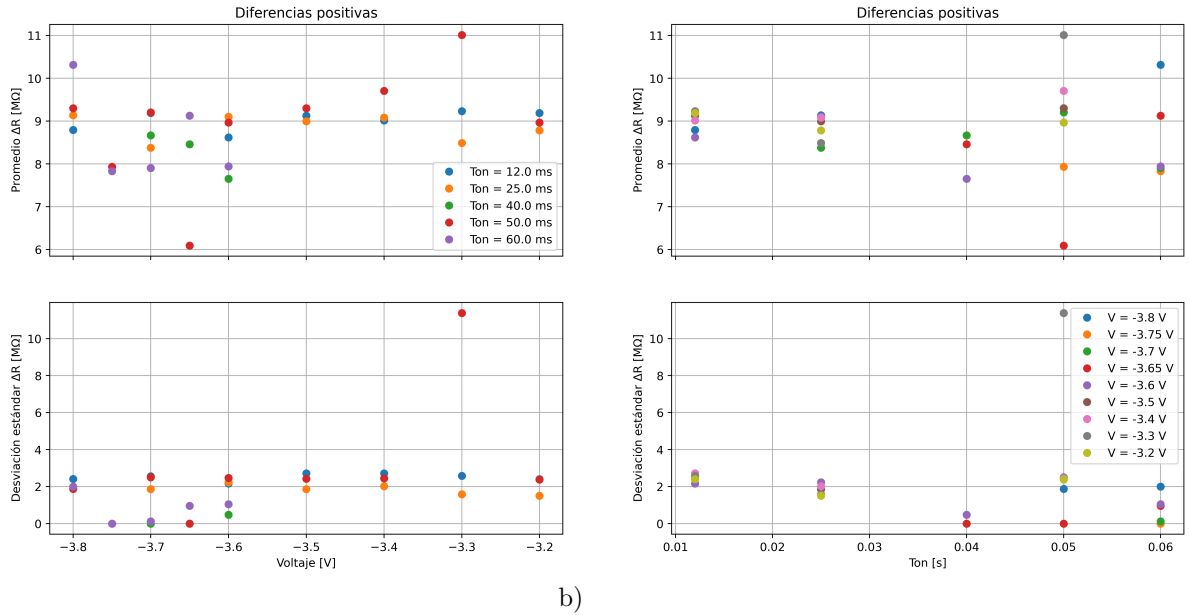 Diferencias positivas
Promedio ΔR [MΩ]
11
10
9
8
7
6
Ton = 12.0 ms
Ton = 25.0 ms
Ton = 40.0 ms
Ton = 50.0 ms
Ton = 60.0 ms
Diferencias positivas
Promedio ΔR [MΩ]
11
10
9
8
7
6
Desviación estándar ΔR [MΩ]
10
8
6
4
2
0
−3.8 −3.7 −3.6 −3.5 −3.4 −3.3 −3.2
Voltaje [V]
Desviación estándar ΔR [MΩ]
10
8
6
4
2
0
V = -3.8 V
V = -3.75 V
V = -3.7 V
V = -3.65 V
V = -3.6 V
V = -3.5 V
V = -3.4 V
V = -3.3 V
V = -3.2 V
0.01 0.02 0.03 0.04 0.05 0.06
Ton [s]
b)